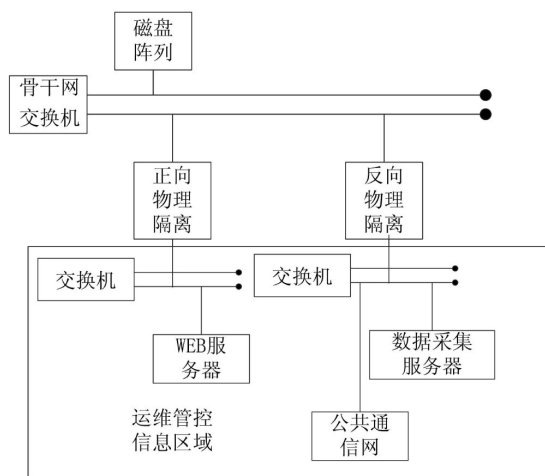 磁盘
阵列
骨干网
交换机
正向
物理
隔离
反向
物理
隔离
交换机
交换机
WEB服
务器
数据采集
服务器
运维管控
信息区域
公共通
信网